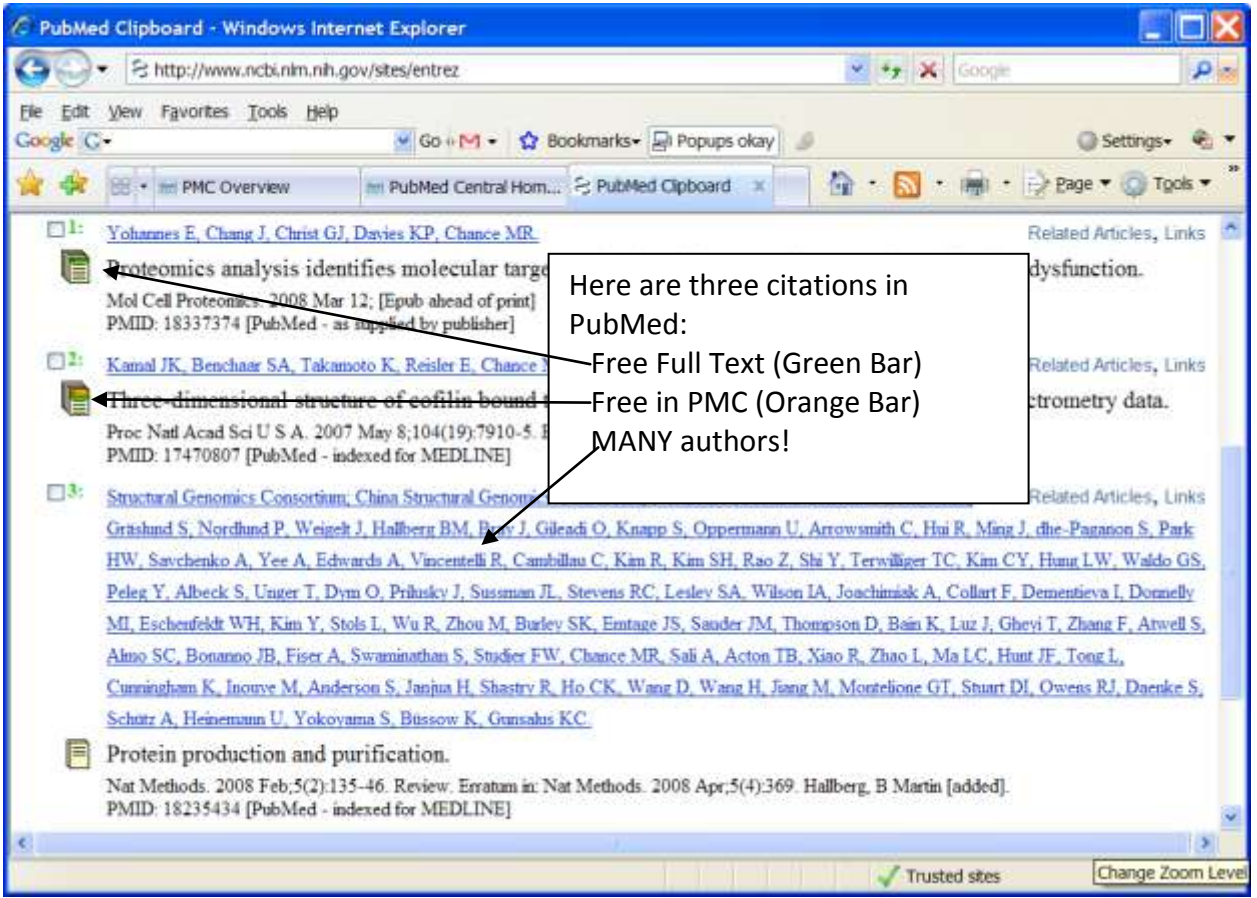 PubMed Clipboard - Windows Internet Explorer
http://www.ncbi.nlm.nih.gov/sites/entrez
Google
File Edit View Favorites Tools Help
Google G Go Bookmarks Popups okay Settings
PMC Overview PubMed Central Hom... PubMed Clipboard x Page Tools
1: Yohannes E, Chang J, Christ GJ, Davies KP, Chance MR. Related Articles, Links
Proteomics analysis identifies molecular targe dysfunction.
Mol Cell Proteomics. 2008 Mar 12; [Epub ahead of print]
PMID: 18337374 [PubMed - as supplied by publisher]
Here are three citations in
PubMed:
Free Full Text (Green Bar)
Free in PMC (Orange Bar)
MANY authors!
2: Kamal JK, Benchaar SA, Takamoto K, Reisler E, Chance Related Articles, Links
Three-dimensional structure of cofilin bound ctrometry data.
Proc Natl Acad Sci U S A. 2007 May 8;104(19):7910-5.
PMID: 17470807 [PubMed - indexed for MEDLINE]
3: Structural Genomics Consortium; China Structural Genomi Related Articles, Links
Gräslund S, Nordlund P, Weigelt J, Hallberg BM, Bray J, Gileadi O, Knapp S, Oppermann U, Arrowsmith C, Hui R, Ming J, dhe-Paganon S, Park
HW, Savchenko A, Yee A, Edwards A, Vincentelli R, Cambillau C, Kim R, Kim SH, Rao Z, Shi Y, Terwilliger TC, Kim CY, Hung LW, Waldo GS,
Peleg Y, Albeck S, Unger T, Dym O, Prilusky J, Sussman JL, Stevens RC, Lesley SA, Wilson IA, Joachimiak A, Collart F, Dementieva I, Donnelly
MI, Eschenfeldt WH, Kim Y, Stols L, Wu R, Zhou M, Burley SK, Emtage JS, Sauder JM, Thompson D, Bain K, Luz J, Gheyi T, Zhang F, Atwell S,
Almo SC, Bonanno JB, Fiser A, Swaminathan S, Studier FW, Chance MR, Sali A, Acton TB, Xiao R, Zhao L, Ma LC, Hunt JF, Tong L,
Cunningham K, Inouye M, Anderson S, Janjua H, Shastry R, Ho CK, Wang D, Wang H, Jiang M, Montelione GT, Stuart DI, Owens RJ, Daenke S,
Schütz A, Heinemann U, Yokoyama S, Büssow K, Gunsalus KC.
Protein production and purification.
Nat Methods. 2008 Feb;5(2):135-46. Review. Erratum in: Nat Methods. 2008 Apr;5(4):369. Hallberg, B Martin [added].
PMID: 18235434 [PubMed - indexed for MEDLINE]
Trusted sites Change Zoom Level